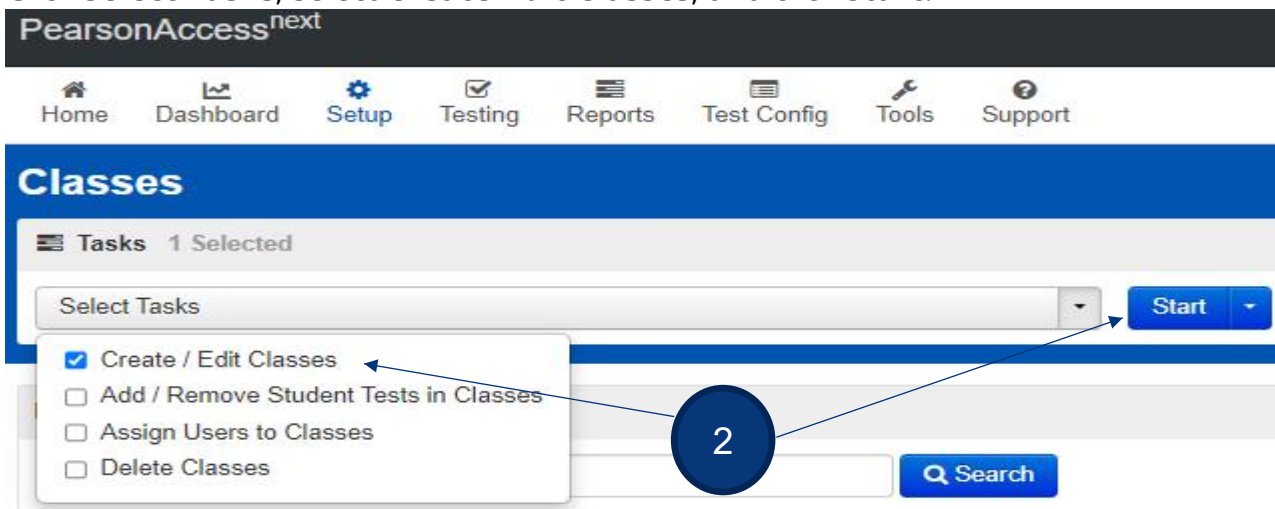 PearsonAccessnext
Home Dashboard Setup Testing Reports Test Config Tools Support
Classes
Tasks 1 Selected
Select Tasks
Start
Create / Edit Classes
Add / Remove Student Tests in Classes
Assign Users to Classes
Delete Classes
2
Search